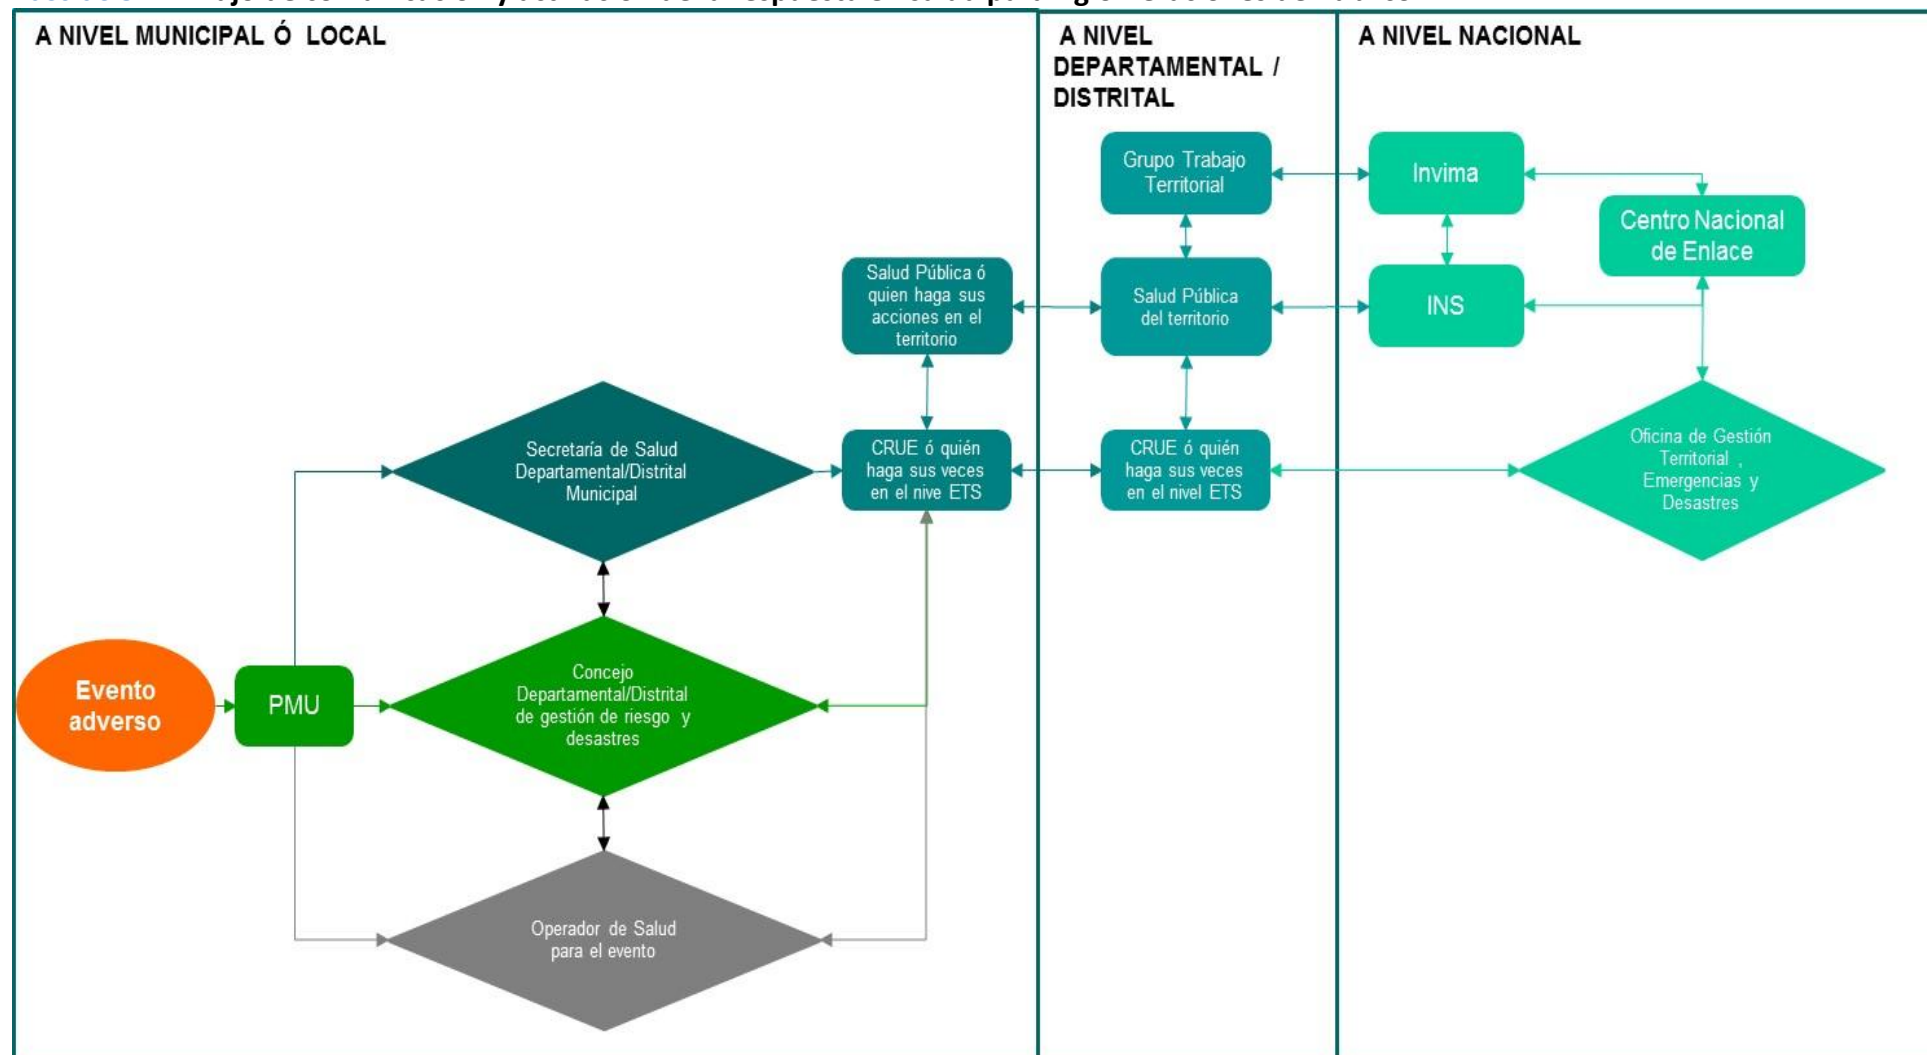 A NIVEL MUNICIPAL Ó LOCAL
A NIVEL
DEPARTAMENTAL /
DISTRITAL
A NIVEL NACIONAL
Grupo Trabajo
Territorial
Invima
Centro Nacional
de Enlace
Salud Pública ó
quien haga sus
acciones en el
territorio
Salud Pública
del territorio
INS
Secretaría de Salud
Departamental/Distrital
Municipal
CRUE ó quién
haga sus veces
en el nive ETS
CRUE ó quién
haga sus veces
en el nivel ETS
Oficina de Gestión
Territorial ,
Emergencias y
Desastres
Evento
adverso
PMU
Concejo
Departamental/Distrital
de gestión de riesgo y
desastres
Operador de Salud
para el evento